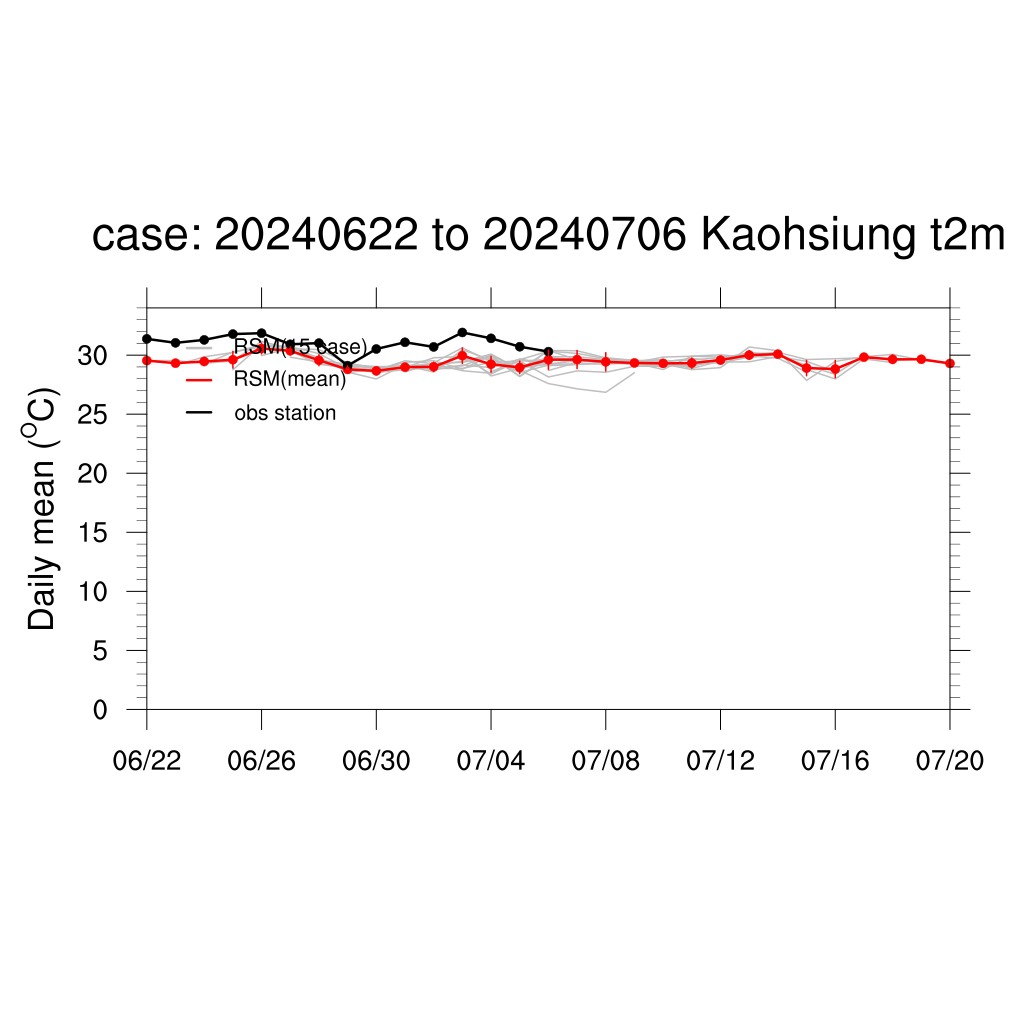 case: 20240622 to 20240706 Kaohsiung t2m
Daily mean (°C)
30
25
20
15
10
5
0
RSM(15 case)
RSM(mean)
obs station
06/22 06/26 06/30 07/04 07/08 07/12 07/16 07/20